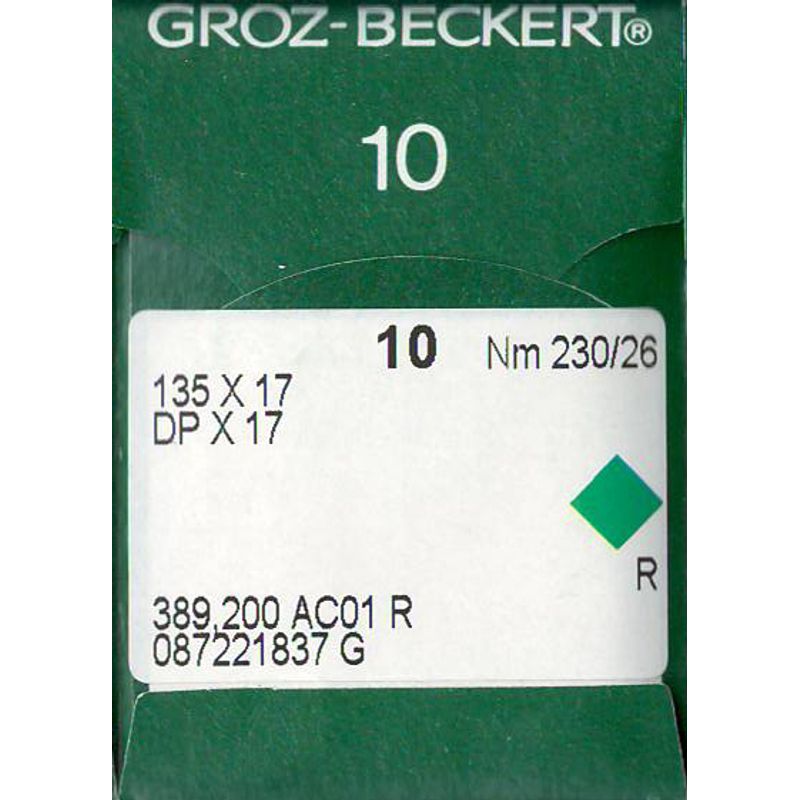 GROZ-BECKERT®
10
10 Nm 230/26
135 X 17
DP X 17
R
389,200 AC01 R
087221837 G